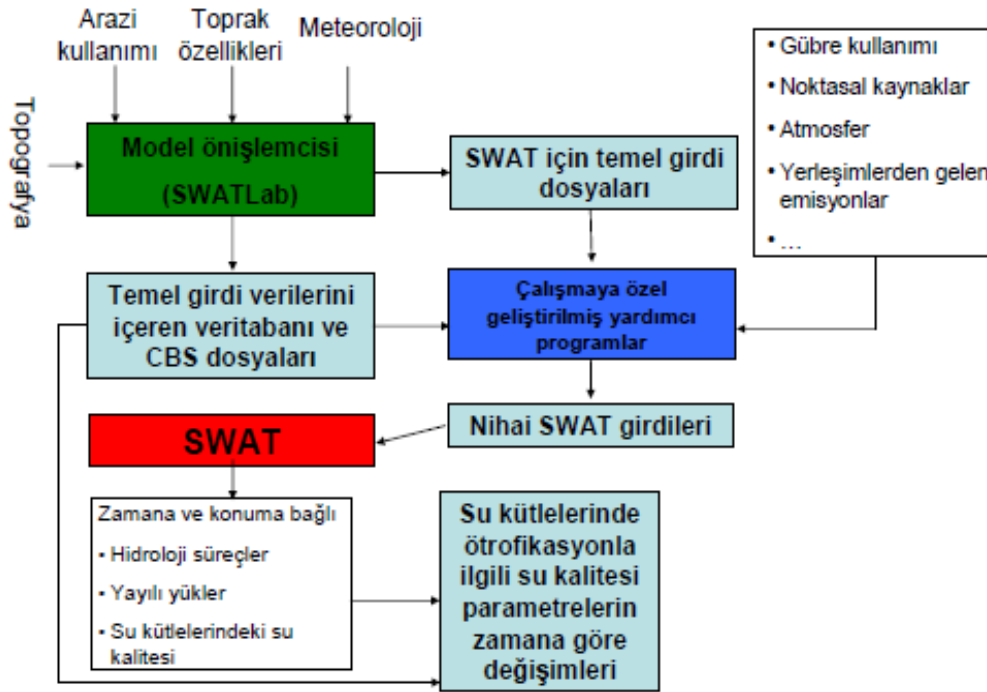 Arazi
kullanımı
Toprak
özellikleri
Meteoroloji
Topografya
Model önişlemcisi
(SWATLab)
SWAT için temel girdi
dosyaları
• Gübre kullanımı
• Noktasal kaynaklar
• Atmosfer
• Yerleşimlerden gelen
emisyonlar
• ...
Temel girdi verilerini
içeren veritabanı ve
CBS dosyaları
Çalışmaya özel
geliştirilmiş yardımcı
programlar
Nihai SWAT girdileri
SWAT
Zamana ve konuma bağlı
• Hidroloji süreçler
• Yayılı yükler
• Su kütlelerindeki su
kalitesi
Su kütlelerinde
ötrofikasyonla
ilgili su kalitesi
parametrelerin
zamana göre
değişimleri